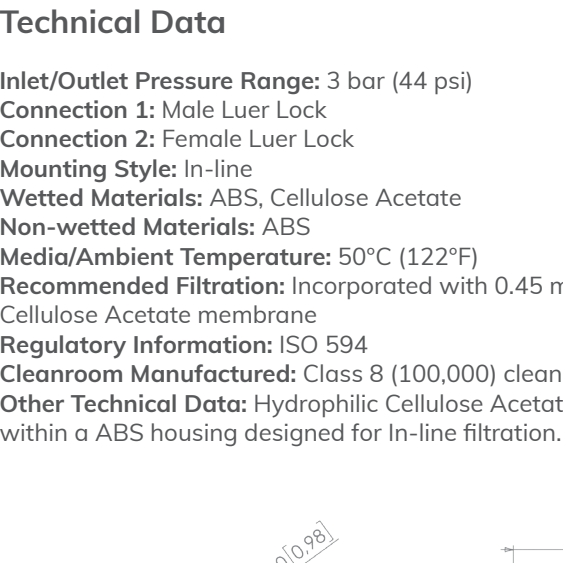 Technical Data
Inlet/Outlet Pressure Range: 3 bar (44 psi)
Connection 1: Male Luer Lock
Connection 2: Female Luer Lock
Mounting Style: In-line
Wetted Materials: ABS, Cellulose Acetate
Non-wetted Materials: ABS
Media/Ambient Temperature: 50°C (122°F)
Recommended Filtration: Incorporated with 0.45
Cellulose Acetate membrane
Regulatory Information: ISO 594
Cleanroom Manufactured: Class 8 (100,000) clean
Other Technical Data: Hydrophilic Cellulose Acetat
within a ABS housing designed for In-line filtration.
[0,98]